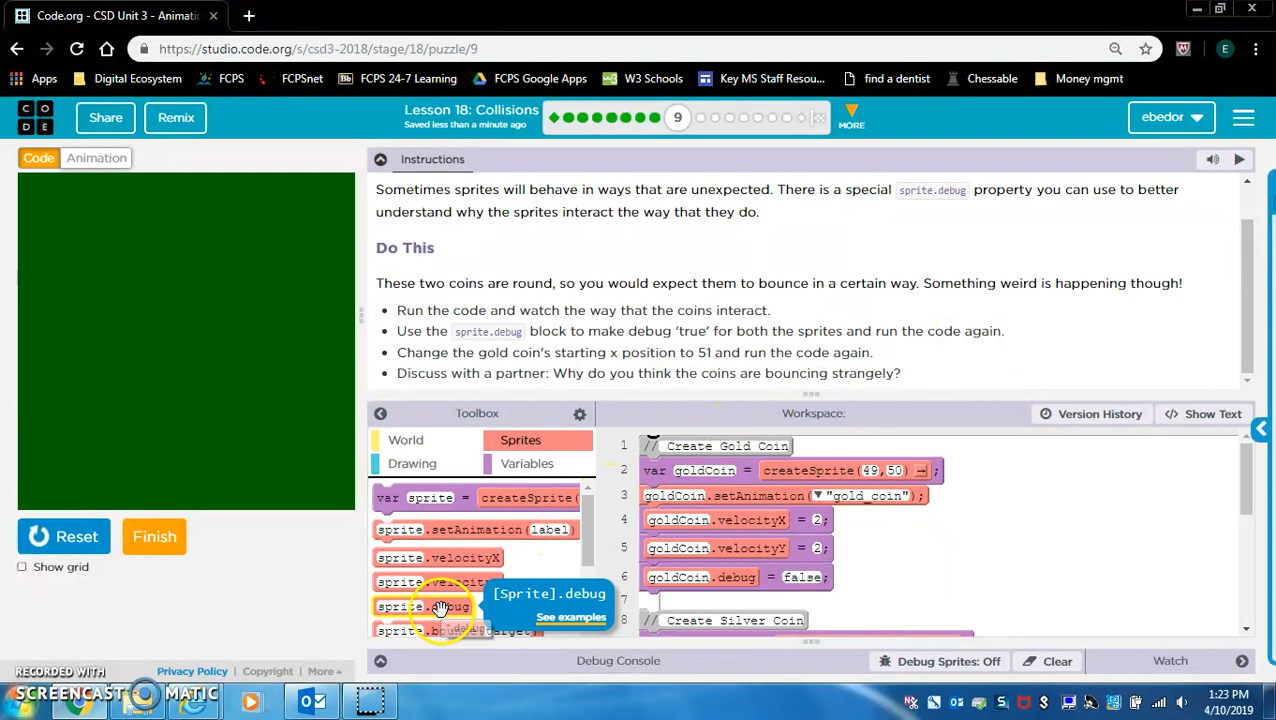 Code.org - CSD Unit 3 - Animati
https://studio.code.org/s/csd3-2018/stage/18/puzzle/9
E
Apps
Digital Ecosystem
FCPS
FCPSnet
Bb FCPS 24-7 Learning
FCPS Google Apps
W3 Schools
Key MS Staff Resou...
find a dentist
Chessable
Money mgmt
C O
D E
Share
Remix
Lesson 18: Collisions
Saved less than a minute ago
9
MORE
ebedor
Code
Animation
Instructions
Sometimes sprites will behave in ways that are unexpected. There is a special sprite.debug property you can use to better
understand why the sprites interact the way that they do.
Do This
These two coins are round, so you would expect them to bounce in a certain way. Something weird is happening though!
Run the code and watch the way that the coins interact.
Use the sprite.debug block to make debug 'true' for both the sprites and run the code again.
Change the gold coin's starting x position to 51 and run the code again.
Discuss with a partner: Why do you think the coins are bouncing strangely?
Toolbox
World
Sprites
Drawing
Variables
var sprite = createSprite(
sprite.setAnimation(label)
sprite.velocityX
sprite.debug
[Sprite].debug
See examples
Workspace:
Version History
</> Show Text
1 // Create Gold Coin
2 var goldCoin = createSprite(49,50);
3 goldCoin.setAnimation("gold_coin");
4 goldCoin.velocityX = 2;
5 goldCoin.velocityY = 2;
6 goldCoin.debug = false;
7
8 // Create Silver Coin
Reset
Finish
Show grid
Privacy Policy | Copyright | More
Debug Console
Debug Sprites: Off
Clear
Watch
RECORDED WITH
SCREENCAST MATIC
1:23 PM
4/10/2019